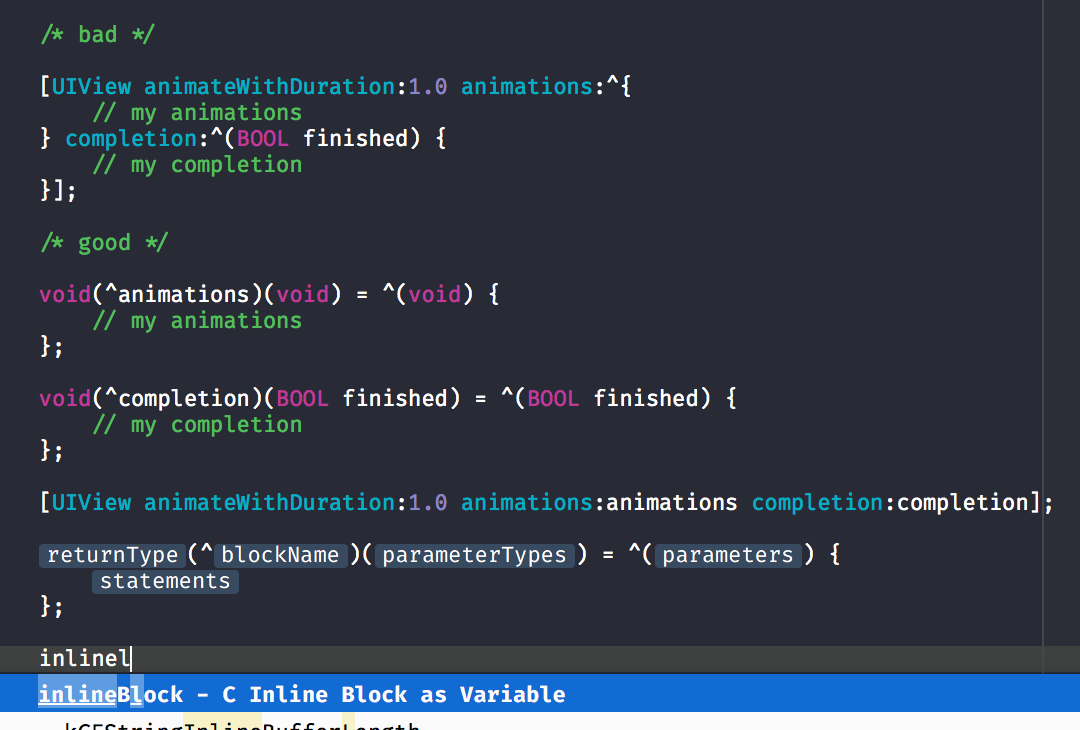 /* bad */
[UIView animateWithDuration:1.0 animations:^{
// my animations
} completion:^(BOOL finished) {
// my completion
}];
/* good */
void(^animations)(void) = ^(void) {
// my animations
};
void(^completion)(BOOL finished) = ^(BOOL finished) {
// my completion
};
[UIView animateWithDuration:1.0 animations:animations completion:completion];
returnType(^blockName)(parameterTypes) = ^(parameters) {
statements
};
inlinel
inlineBlock – C Inline Block as Variable
kCFStringInlineBufferLength